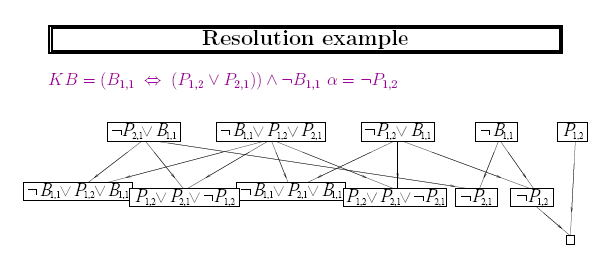 Resolution example
KB = (B₁,₁ ⇔ (P₁,₂ ∨ P₂,₁)) ∧ ¬B₁,₁ α = ¬P₁,₂
¬P₂,₁ ∨ B₁,₁ ¬B₁,₁ ∨ P₁,₂ ∨ P₂,₁ ¬P₁,₂ ∨ B₁,₁ ¬B₁,₁ P₁,₂
¬B₁,₁ ∨ P₁,₂ ∨ B₁,₁ P₁,₂ ∨ P₂,₁ ∨ ¬P₁,₂ ¬B₁,₁ ∨ P₂,₁ ∨ B₁,₁ P₁,₂ ∨ P₂,₁ ∨ ¬P₂,₁ ¬P₂,₁ ¬P₁,₂